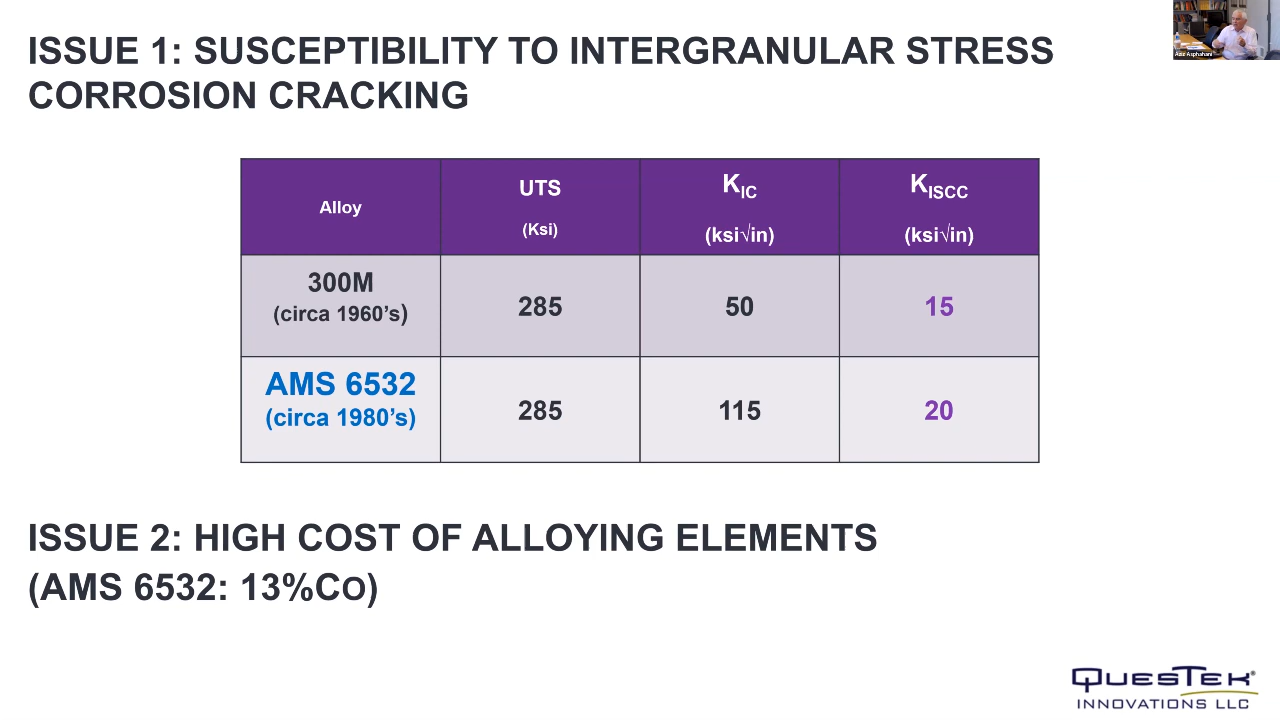 ISSUE 1: SUSCEPTIBILITY TO INTERGRANULAR STRESS
CORROSION CRACKING
Aziz Asphahani
Alloy
UTS
(Ksi)
KIC
(ksi√in)
KISCC
(ksi√in)
300M
(circa 1960’s)
285
50
15
AMS 6532
(circa 1980’s)
285
115
20
ISSUE 2: HIGH COST OF ALLOYING ELEMENTS
(AMS 6532: 13%CO)
QUESTEK®
INNOVATIONS LLC